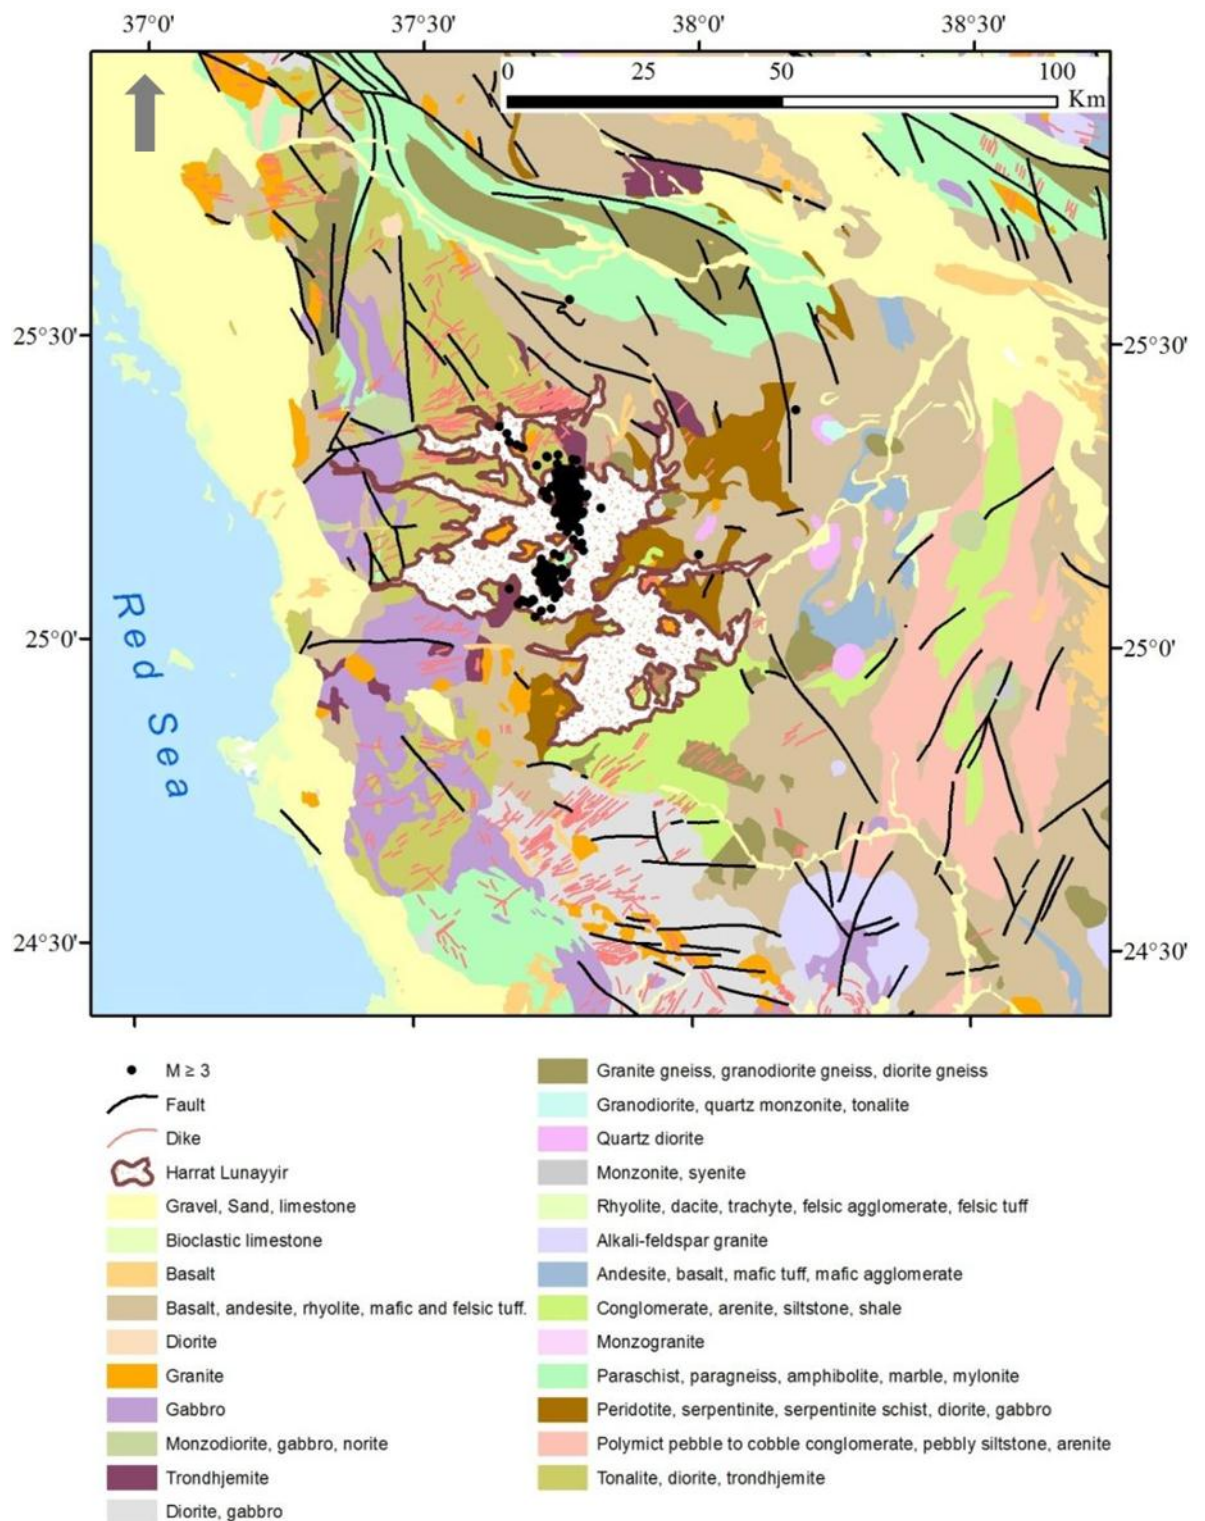 37°0' 37°30' 38°0' 38°30'
0 25 50 100
Km
25°30' 25°30'
Red Sea
25°0' 25°0'
24°30' 24°30'
M ≥ 3
Fault
Dike
Harrat Lunayyir
Gravel, Sand, limestone
Bioclastic limestone
Basalt
Basalt, andesite, rhyolite, mafic and felsic tuff.
Diorite
Granite
Gabbro
Monzodiorite, gabbro, norite
Trondhjemite
Diorite, gabbro
Granite gneiss, granodiorite gneiss, diorite gneiss
Granodiorite, quartz monzonite, tonalite
Quartz diorite
Monzonite, syenite
Rhyolite, dacite, trachyte, felsic agglomerate, felsic tuff
Alkali-feldspar granite
Andesite, basalt, mafic tuff, mafic agglomerate
Conglomerate, arenite, siltstone, shale
Monzogranite
Paraschist, paragneiss, amphibolite, marble, mylonite
Peridotite, serpentinite, serpentinite schist, diorite, gabbro
Polymict pebble to cobble conglomerate, pebbly siltstone, arenite
Tonalite, diorite, trondhjemite